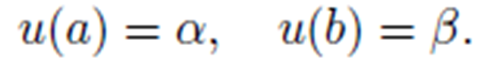 u(a) = α, u(b) = β.